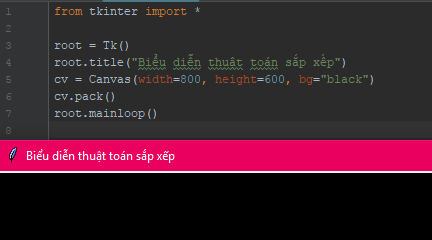 1 from tkinter import *
2
3 root = Tk()
4 root.title("Biểu diễn thuật toán sắp xếp")
5 cv = Canvas(width=800, height=600, bg="black")
6 cv.pack()
7 root.mainloop()
8
Biểu diễn thuật toán sắp xếp